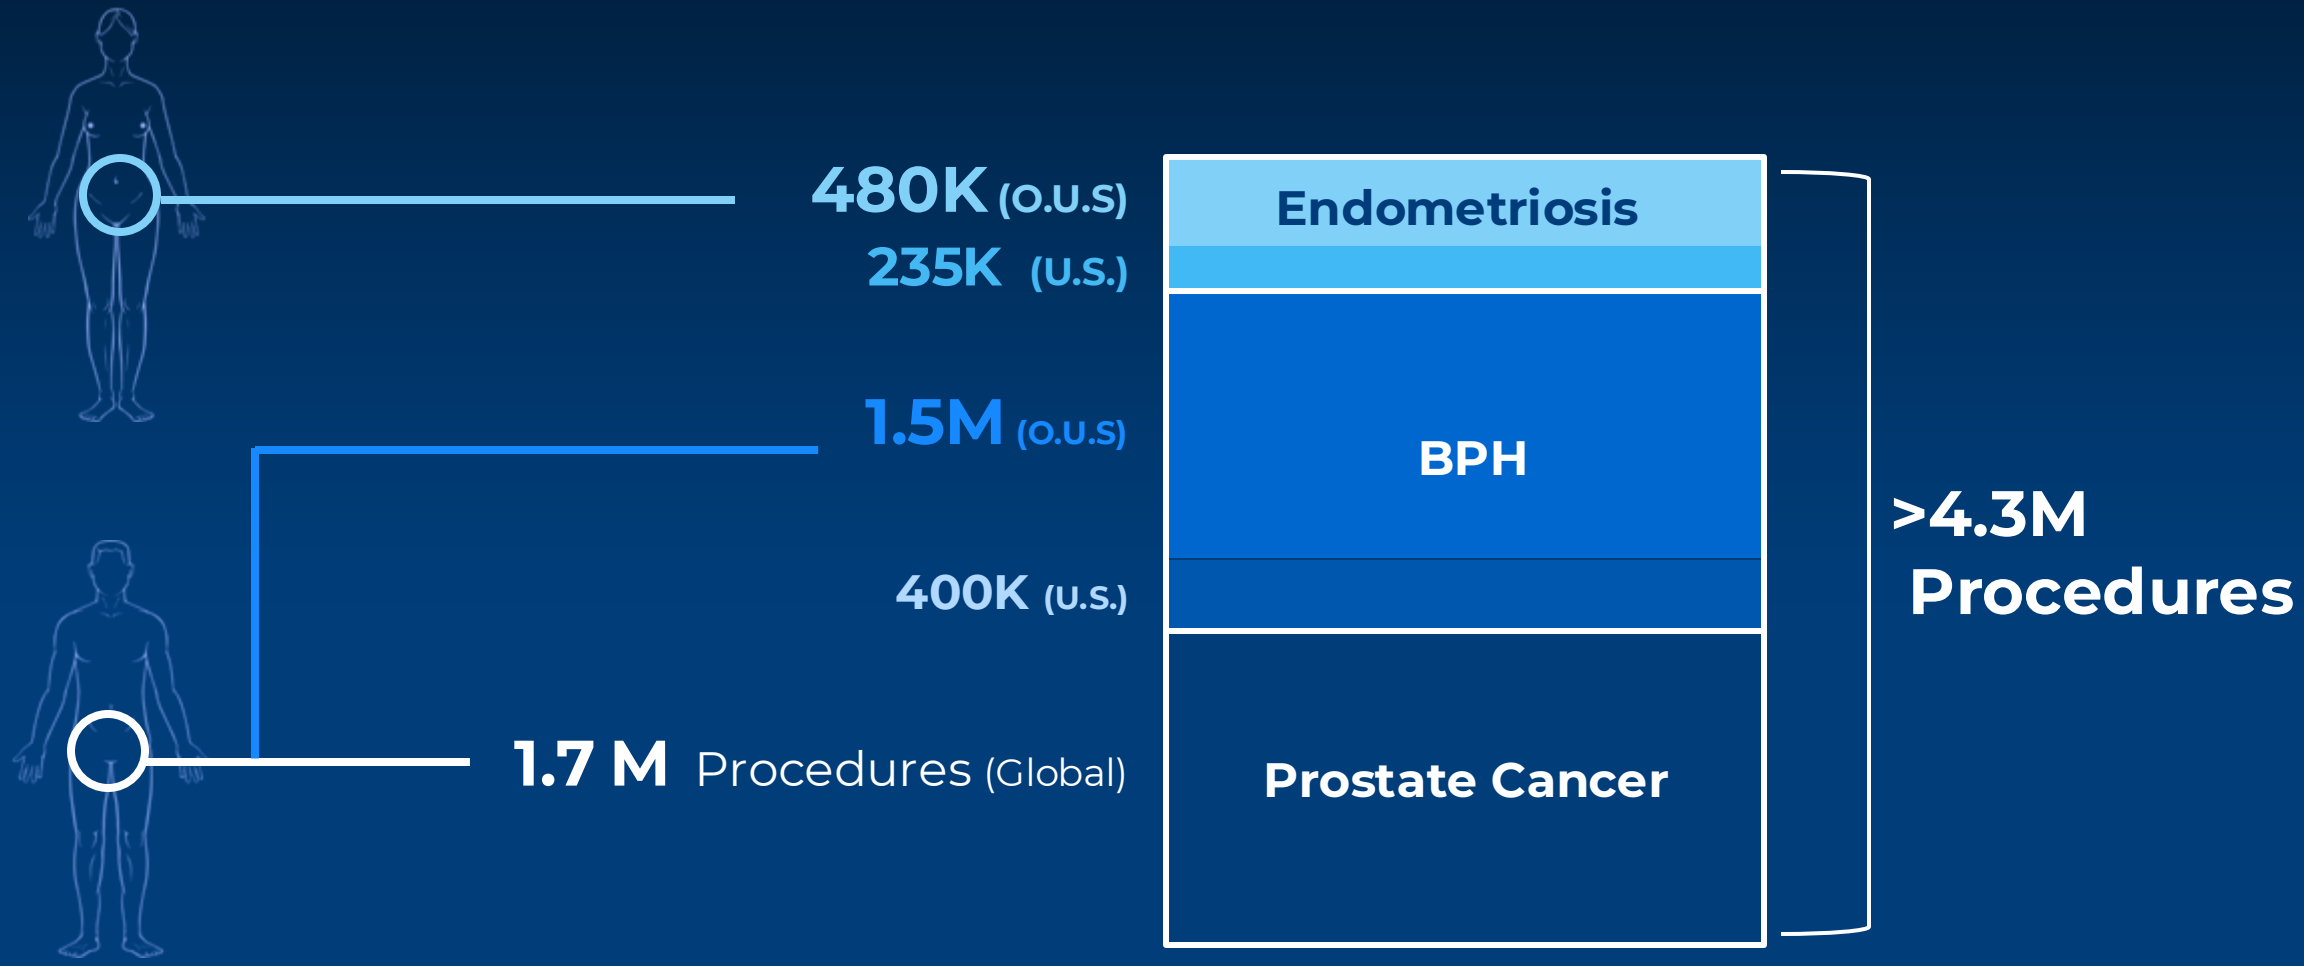 480K (O.U.S)
Endometriosis
235K (U.S.)
1.5M (O.U.S)
BPH
400K (U.S.)
1.7 M Procedures (Global)
Prostate Cancer
>4.3M
Procedures